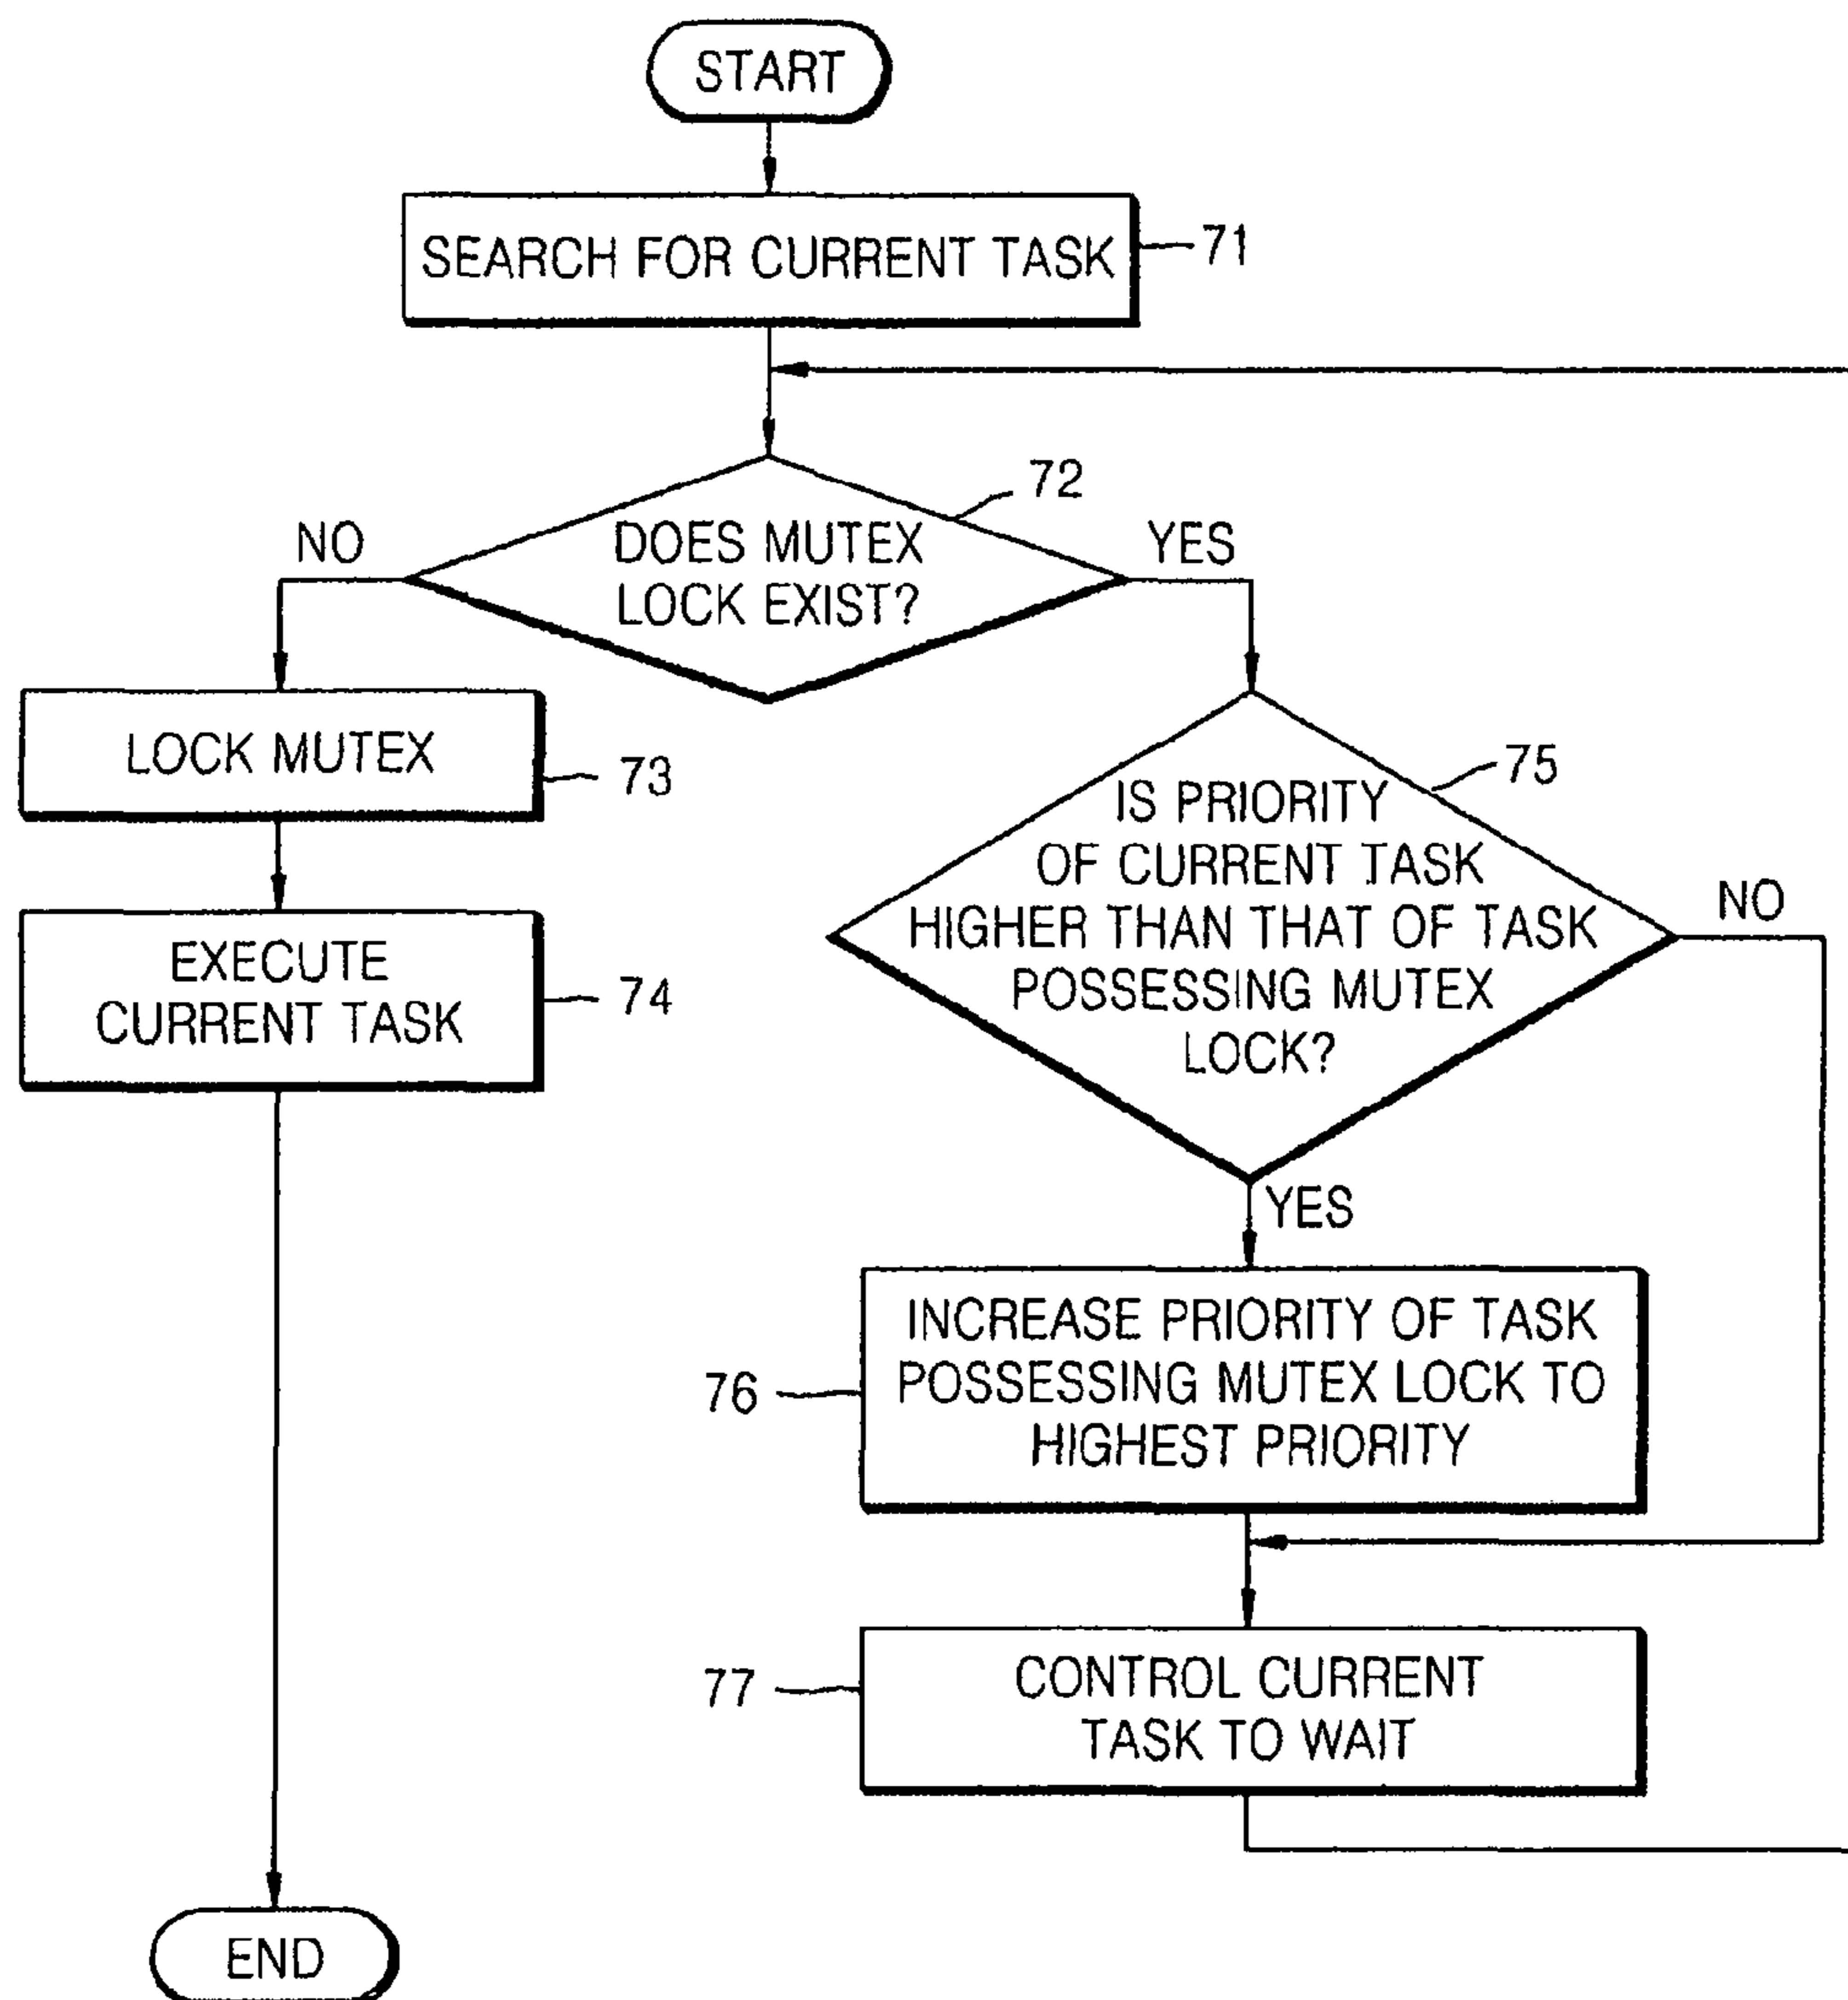 START
SEARCH FOR CURRENT TASK
71
72
NO
DOES MUTEX
LOCK EXIST?
YES
LOCK MUTEX
73
75
IS PRIORITY
OF CURRENT TASK
HIGHER THAN THAT OF TASK
POSSESSING MUTEX
LOCK?
NO
EXECUTE
CURRENT TASK
74
YES
INCREASE PRIORITY OF TASK
POSSESSING MUTEX LOCK TO
HIGHEST PRIORITY
76
CONTROL CURRENT
TASK TO WAIT
77
END